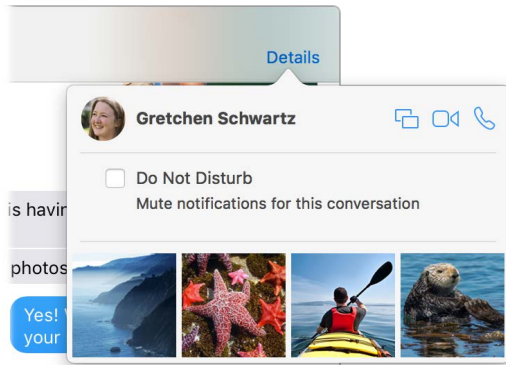 Details
Gretchen Schwartz
Do Not Disturb
Mute notifications for this conversation
is havin
photos
Yes!
your